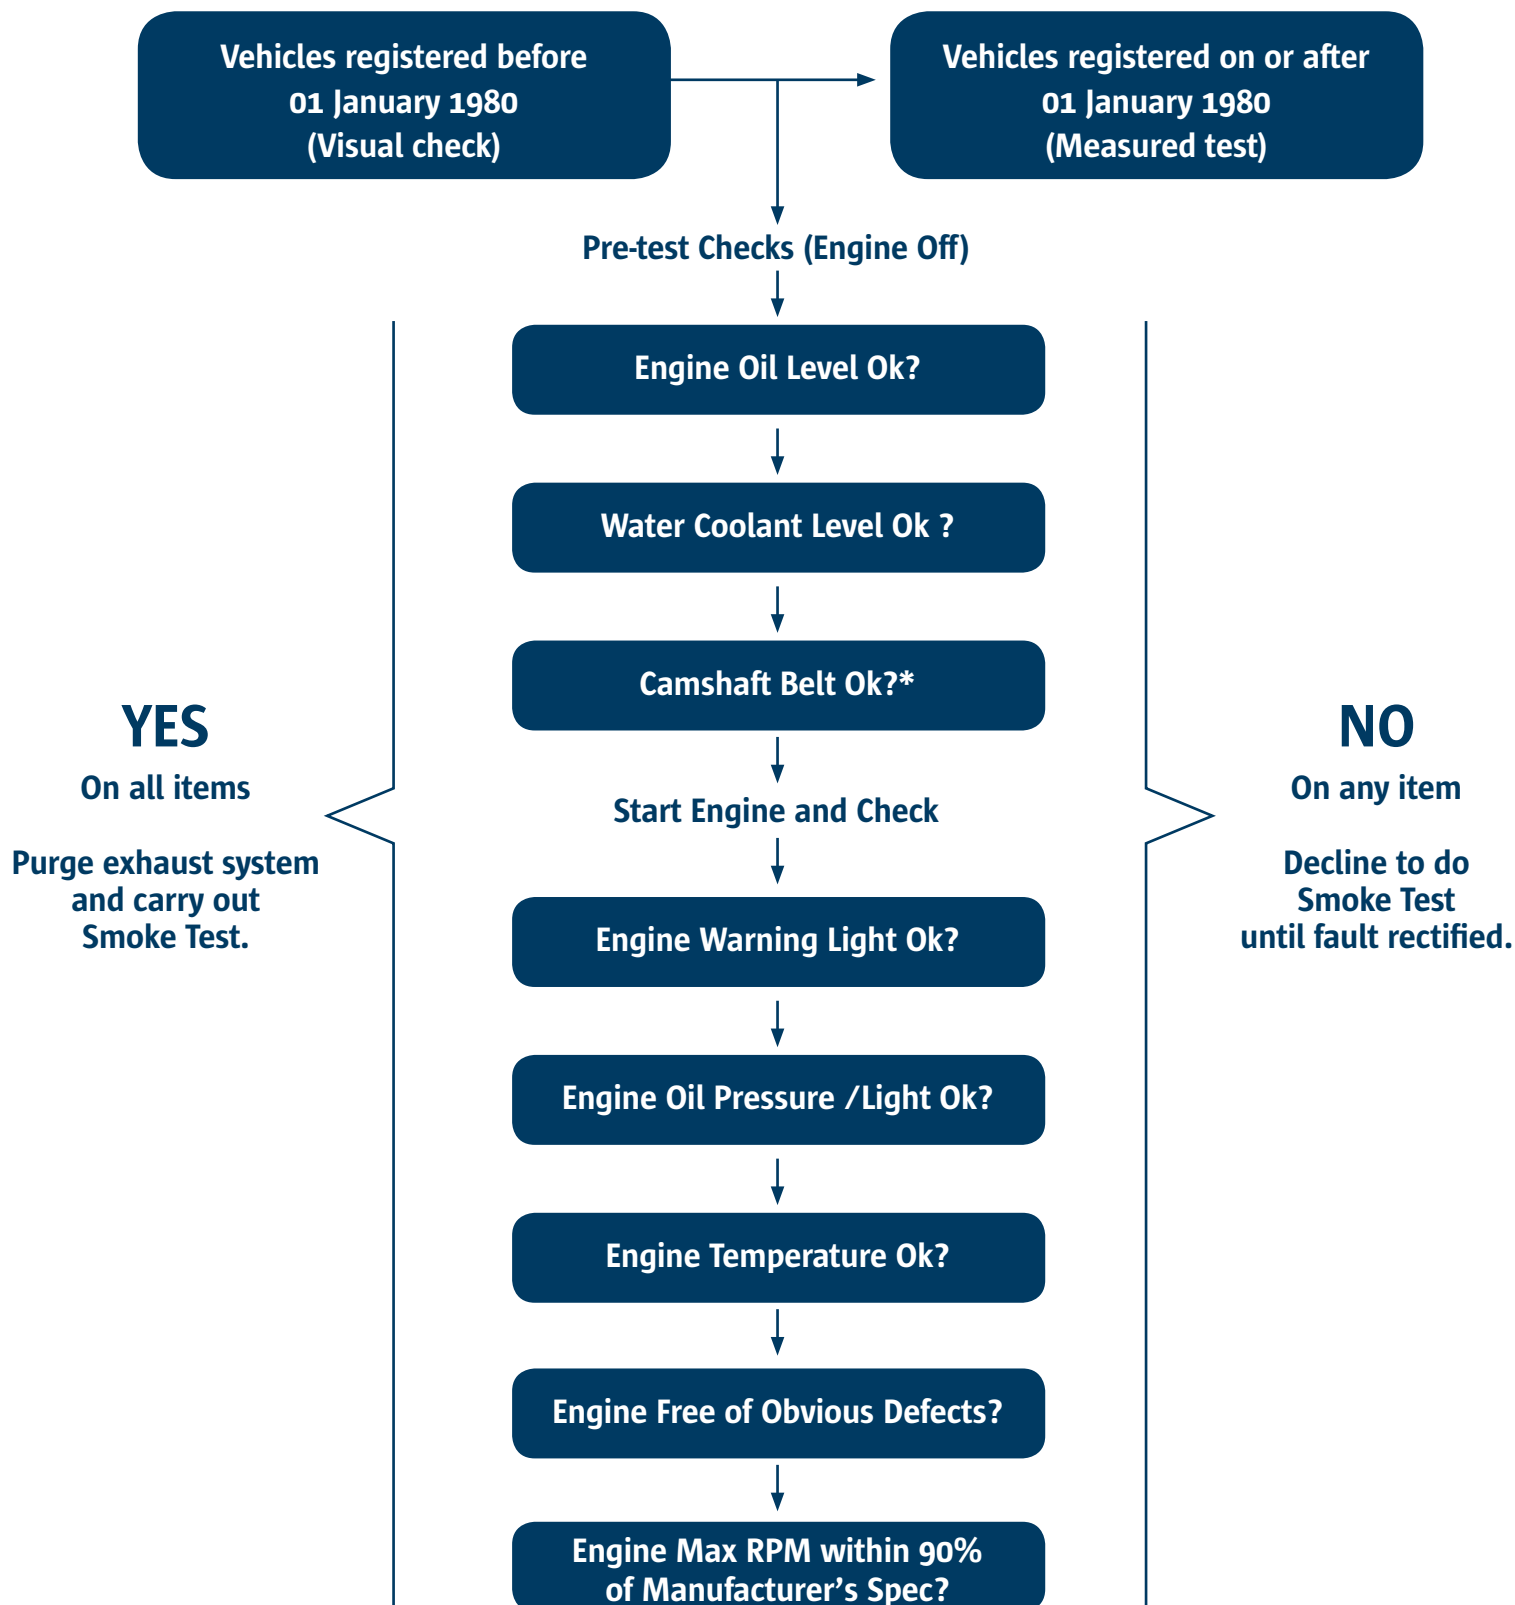 Vehicles registered before
01 January 1980
(Visual check)
Vehicles registered on or after
01 January 1980
(Measured test)
Pre-test Checks (Engine Off)
Engine Oil Level Ok?
Water Coolant Level Ok ?
Camshaft Belt Ok?*
YES
On all items
Purge exhaust system
and carry out
Smoke Test.
Start Engine and Check
NO
On any item
Decline to do
Smoke Test
until fault rectified.
Engine Warning Light Ok?
Engine Oil Pressure /Light Ok?
Engine Temperature Ok?
Engine Free of Obvious Defects?
Engine Max RPM within 90%
of Manufacturer’s Spec?